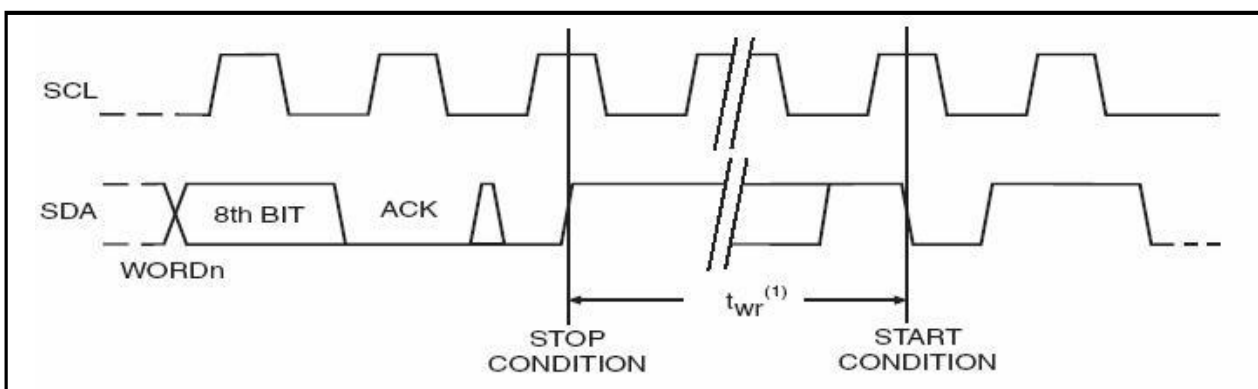 SCL
SDA
8th BIT
ACK
WORDn
twr(1)
STOP
CONDITION
START
CONDITION